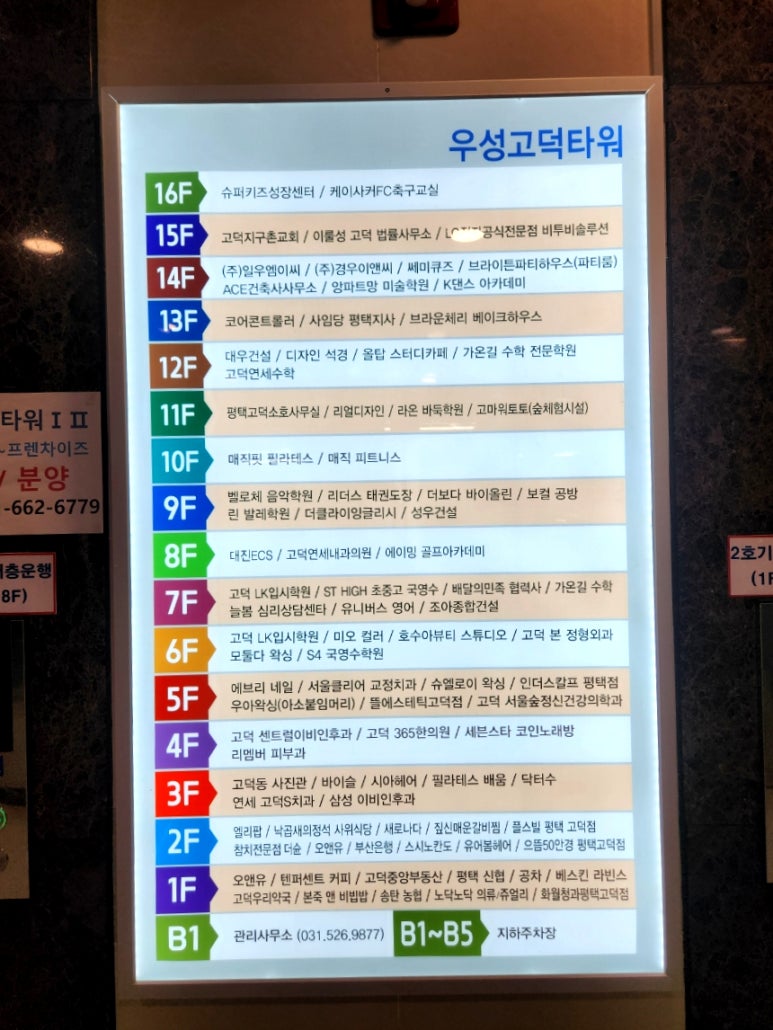 우성고덕타워
16F 슈퍼키즈성장센터 / 케이사커FC축구교실
15F 고덕지구촌교회 / 이룰성 고덕 법률사무소 / 공식전문점 비투비솔루션
14F (주)일우엠이씨 / (주)경우이앤씨 / 쎄미큐즈 / 브라이튼파티하우스(파티룸)
ACE건축사사무소 / 앙파트망 미술학원 / K댄스 아카데미
13F 코어콘트롤러 / 사임당 평택지사 / 브라운체리 베이크하우스
12F 대우건설 / 디자인 석경 / 올탑 스터디카페 / 가온길 수학 전문학원
고덕연세수학
11F 평택고덕소호사무실 / 리얼디자인 / 라온 바둑학원 / 고마워토토(숲체험시설)
10F 매직핏 필라테스 / 매직 피트니스
9F 벨로체 음악학원 / 리더스 태권도장 / 더보다 바이올린 / 보컬 공방
린 발레학원 / 더클라이밍글리시 / 성우건설
8F 대진ECS / 고덕연세내과의원 / 에이밍 골프아카데미
7F 고덕 LK입시학원 / ST HIGH 초중고 국영수 / 배달의민족 협력사 / 가온길 수학
늘봄 심리상담센타 / 유니버스 영어 / 조아종합건설
6F 고덕 LK입시학원 / 미오 컬러 / 호수아뷰티 스튜디오 / 고덕 본 정형외과
모툴다 왁싱 / S4 국영수학원
5F 에브리 네일 / 서울클리어 교정치과 / 슈엘로이 왁싱 / 인더스칼프 평택점
우아왁싱(아소붙임머리) / 뜰에스테틱고덕점 / 고덕 서울숲정신건강의학과
4F 고덕 센트럴이비인후과 / 고덕 365한의원 / 세븐스타 코인노래방
리멤버 피부과
3F 고덕동 사진관 / 바이슬 / 시아헤어 / 필라테스 배움 / 닥터수
연세 고덕S치과 / 삼성 이비인후과
2F 엘리팝 / 낙곰새의정석 사위식당 / 새로나다 / 짚신매운갈비찜 / 플스빌 평택 고덕점
참치전문점 더슌 / 오앤유 / 부산은행 / 스시노칸도 / 유어봄헤어 / 으뜸50안경 평택고덕점
1F 오앤유 / 텐퍼센트 커피 / 고덕중앙부동산 / 평택 신협 / 공차 / 베스킨 라빈스
고덕우리약국 / 본죽 앤 비빔밥 / 송탄 농협 / 노닥노닥 의류/쥬얼리 / 화월청과평택고덕점
B1 관리사무소 (031.526.9877) B1~B5 지하주차장
타워 I II
~프렌차이즈
/ 분양
-662-6779
층운행
8F)
2호기
(1F